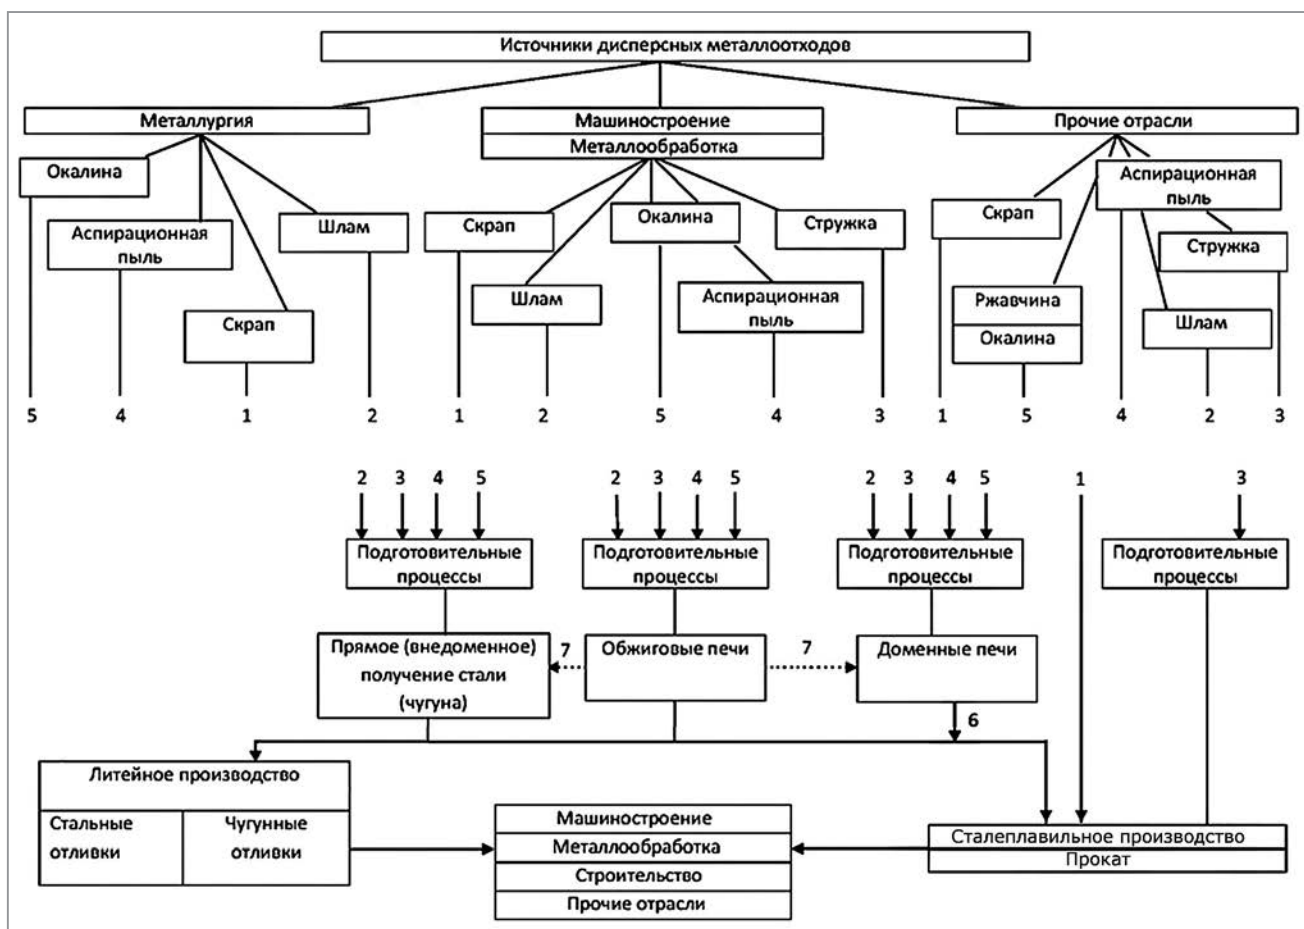 Источники дисперсных металлоотходов
Металлургия
Машиностроение
Металлообработка
Прочие отрасли
Окалина
Аспирационная
пыль
Скрап
Шлам
Скрап
Шлам
Окалина
Аспирационная
пыль
Стружка
Скрап
Ржавчина
Окалина
Аспирационная
пыль
Шлам
Стружка
5 4 1 2 1 2 5 4 3 1 5 4 2 3
2 3 4 5 2 3 4 5 2 3 4 5 1 3
Подготовительные
процессы
Подготовительные
процессы
Подготовительные
процессы
Подготовительные
процессы
Прямое (внедоменное)
получение стали
(чугуна)
7
Обжиговые печи
7
Доменные печи
6
Литейное производство
Стальные
отливки
Чугунные
отливки
Машиностроение
Металлообработка
Строительство
Прочие отрасли
Сталеплавильное производство
Прокат